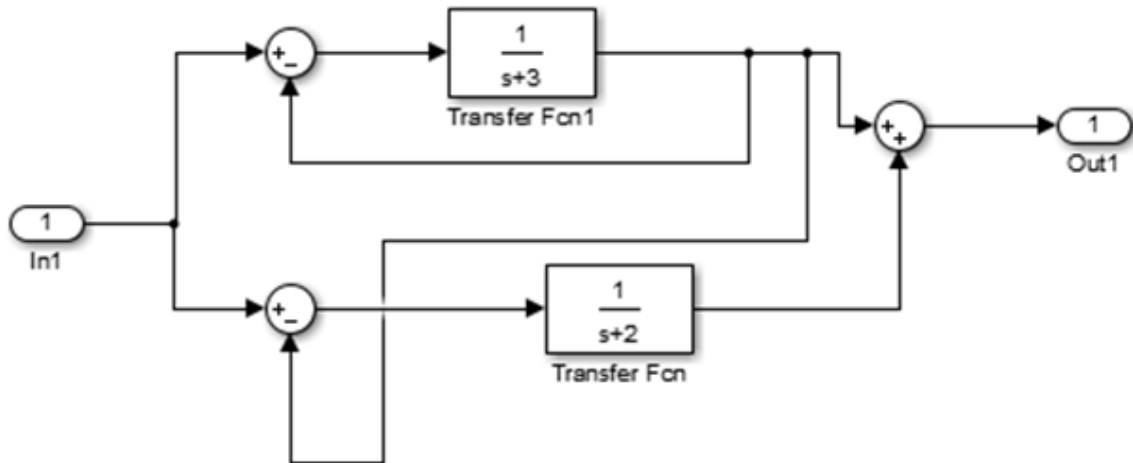 +
−
1
s+3
Transfer Fcn1
+
+
1
Out1
1
In1
+
−
1
s+2
Transfer Fcn